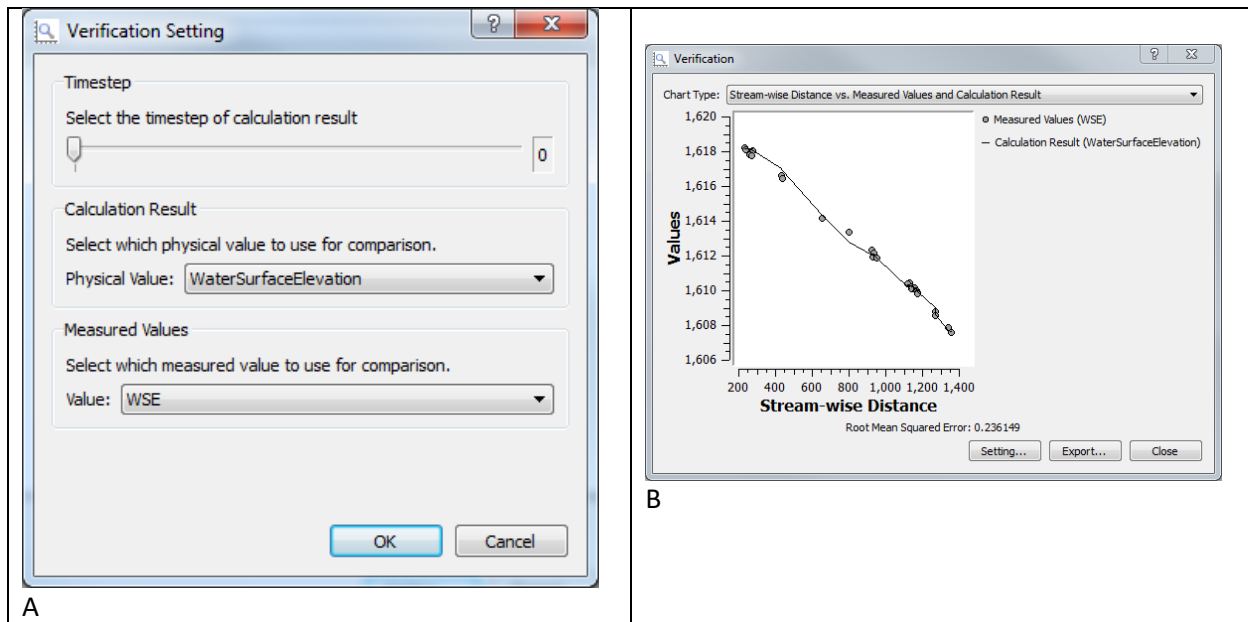 Verification Setting
Timestep
Select the timestep of calculation result
0
Calculation Result
Select which physical value to use for comparison.
Physical Value: WaterSurfaceElevation
Measured Values
Select which measured value to use for comparison.
Value: WSE
OK Cancel
A
Verification
Chart Type: Stream-wise Distance vs. Measured Values and Calculation Result
Measured Values (WSE)
Calculation Result (WaterSurfaceElevation)
Values
1,620
1,618
1,616
1,614
1,612
1,610
1,608
1,606
200 400 600 800 1,000 1,200 1,400
Stream-wise Distance
Root Mean Squared Error: 0.236149
Setting... Export... Close
B